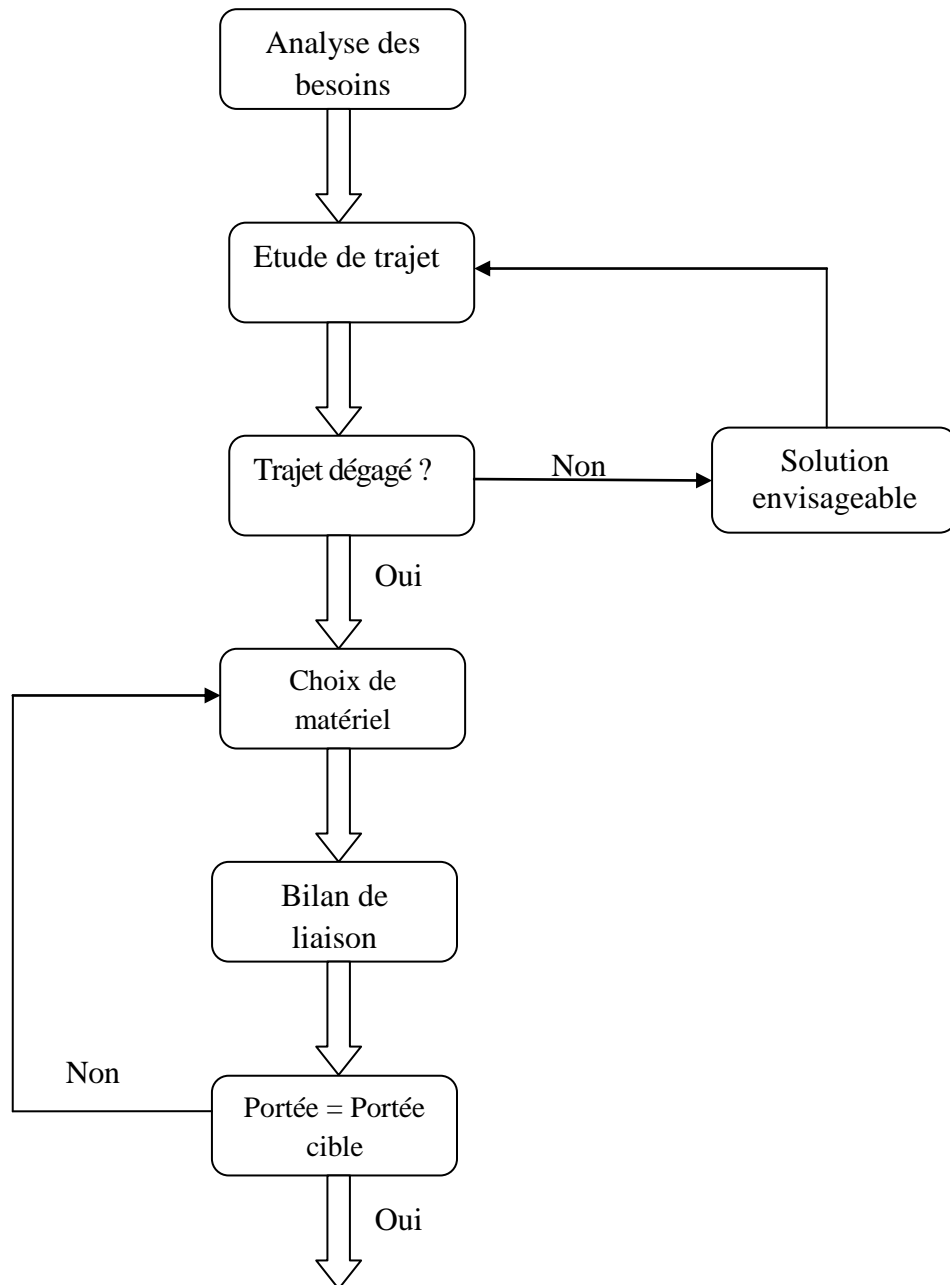 Analyse des
besoins
Etude de trajet
Trajet dégagé ?
Non
Solution
envisageable
Oui
Choix de
matériel
Bilan de
liaison
Non
Portée = Portée
cible
Oui